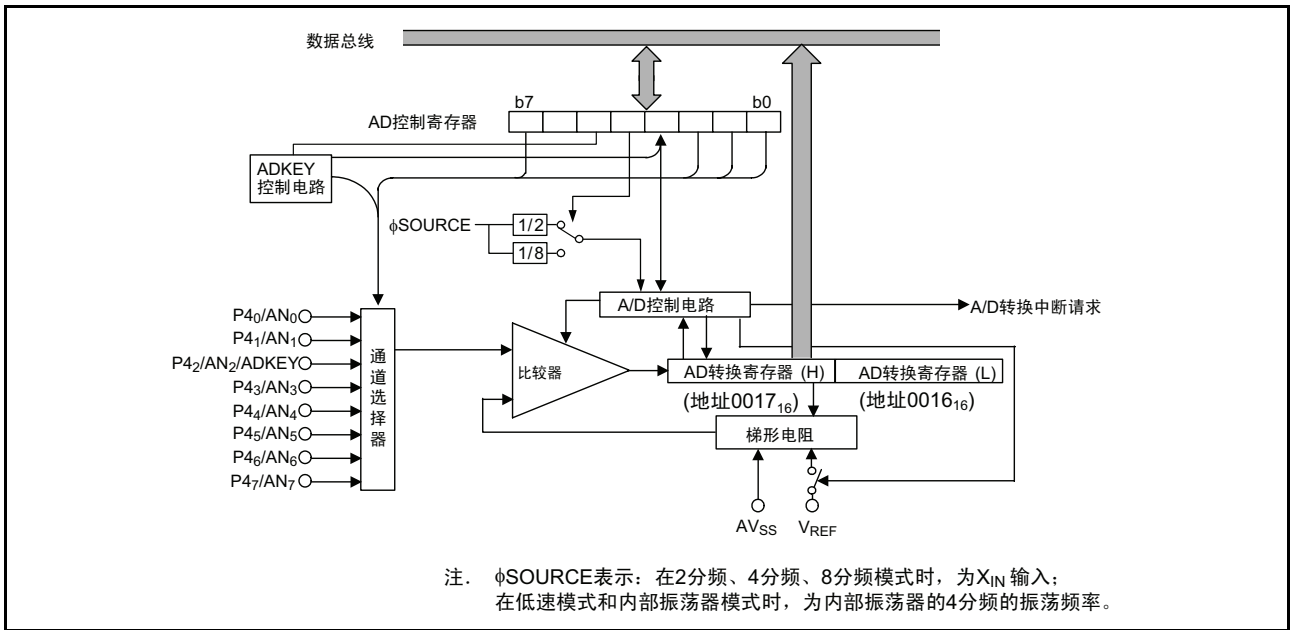 数据总线
b7 b0
AD控制寄存器
ADKEY
控制电路
ϕSOURCE
1/2
1/8
A/D控制电路
A/D转换中断请求
P4₀/AN₀
P4₁/AN₁
P4₂/AN₂/ADKEY
P4₃/AN₃
P4₄/AN₄
P4₅/AN₅
P4₆/AN₆
P4₇/AN₇
通道选择器
比较器
AD转换寄存器 (H)
AD转换寄存器 (L)
(地址0017₁₆)
(地址0016₁₆)
梯形电阻
AVSS
VREF
注. ϕSOURCE表示：在2分频、4分频、8分频模式时，为XIN 输入；
在低速模式和内部振荡器模式时，为内部振荡器的4分频的振荡频率。